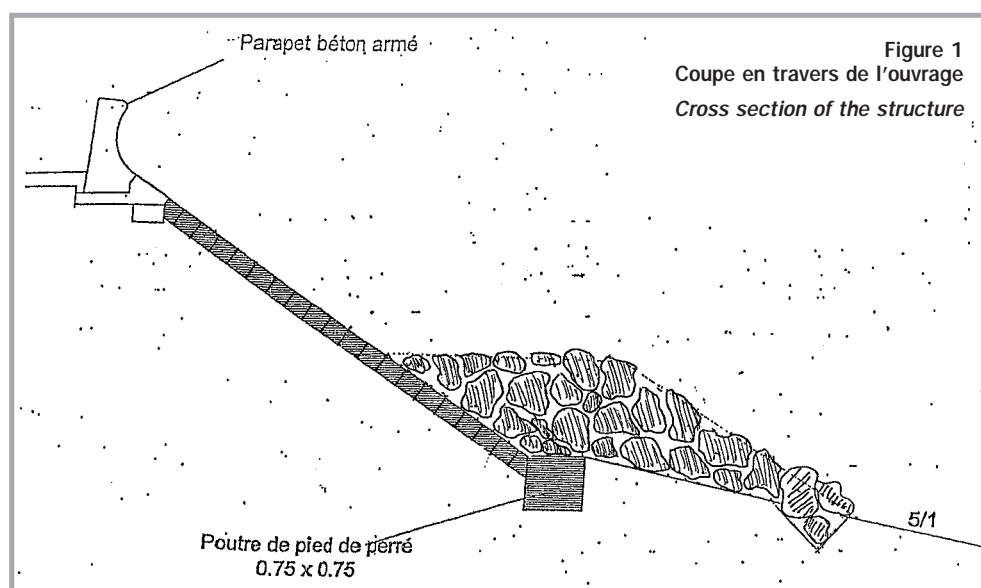 Parapet béton armé
Figure 1
Coupe en travers de l'ouvrage
Cross section of the structure
5/1
Poutre de pied de perré
0.75 x 0.75